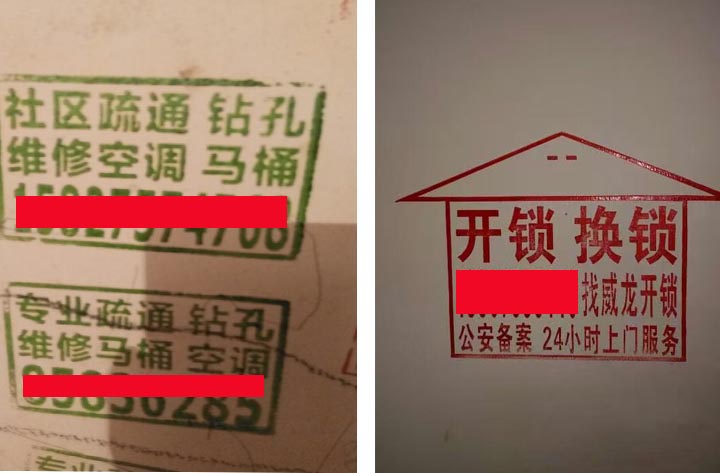 社区疏通 钻孔
维修空调 马桶
专业疏通 钻孔
维修马桶 空调
开锁 换锁
找威龙开锁
公安备案 24小时上门服务